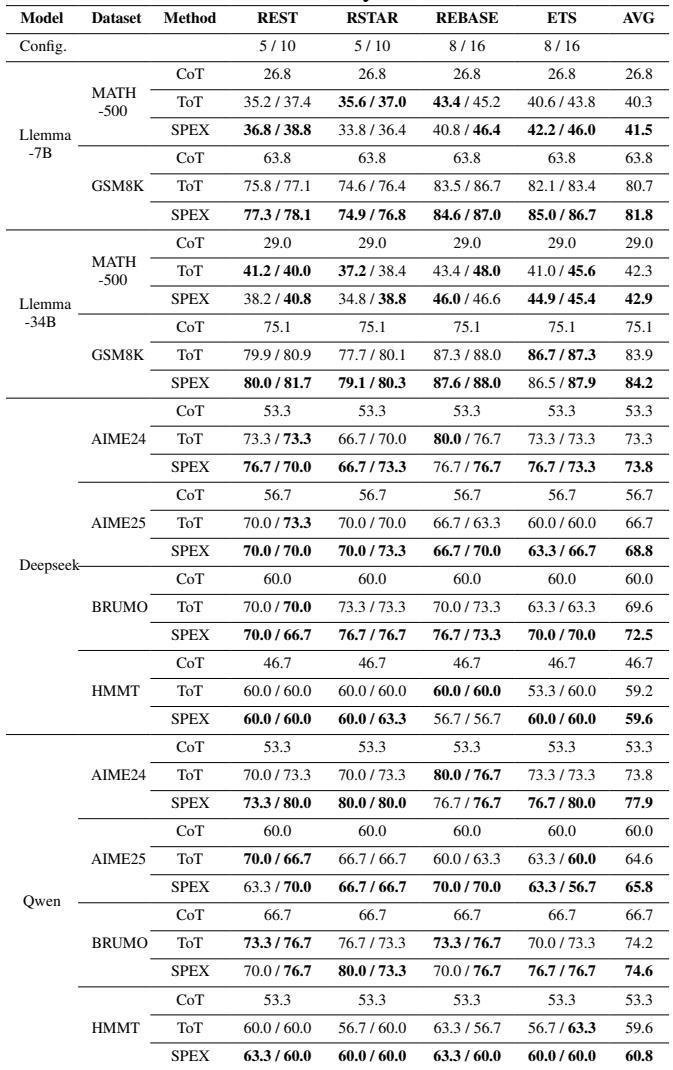 Model Dataset Method REST RSTAR REBASE ETS AVG
Config. 5 / 10 5 / 10 8 / 16 8 / 16
Llemma -7B MATH -500 CoT 26.8 26.8 26.8 26.8 26.8
ToT 35.2 / 37.4 35.6 / 37.0 43.4 / 45.2 40.6 / 43.8 40.3
SPEX 36.8 / 38.8 33.8 / 36.4 40.8 / 46.4 42.2 / 46.0 41.5
GSM8K CoT 63.8 63.8 63.8 63.8 63.8
ToT 75.8 / 77.1 74.6 / 76.4 83.5 / 86.7 82.1 / 83.4 80.7
SPEX 77.3 / 78.1 74.9 / 76.8 84.6 / 87.0 85.0 / 86.7 81.8
Llemma -34B MATH -500 CoT 29.0 29.0 29.0 29.0 29.0
ToT 41.2 / 40.0 37.2 / 38.4 43.4 / 48.0 41.0 / 45.6 42.3
SPEX 38.2 / 40.8 34.8 / 38.8 46.0 / 46.6 44.9 / 45.4 42.9
GSM8K CoT 75.1 75.1 75.1 75.1 75.1
ToT 79.9 / 80.9 77.7 / 80.1 87.3 / 88.0 86.7 / 87.3 83.9
SPEX 80.0 / 81.7 79.1 / 80.3 87.6 / 88.0 86.5 / 87.9 84.2
Deepseek AIME24 CoT 53.3 53.3 53.3 53.3 53.3
ToT 73.3 / 73.3 66.7 / 70.0 80.0 / 76.7 73.3 / 73.3 73.3
SPEX 76.7 / 70.0 66.7 / 73.3 76.7 / 76.7 76.7 / 73.3 73.8
AIME25 CoT 56.7 56.7 56.7 56.7 56.7
ToT 70.0 / 73.3 70.0 / 70.0 66.7 / 63.3 60.0 / 60.0 66.7
SPEX 70.0 / 70.0 70.0 / 73.3 66.7 / 70.0 63.3 / 66.7 68.8
BRUMO CoT 60.0 60.0 60.0 60.0 60.0
ToT 70.0 / 70.0 73.3 / 73.3 70.0 / 73.3 63.3 / 63.3 69.6
SPEX 70.0 / 66.7 76.7 / 76.7 76.7 / 73.3 70.0 / 70.0 72.5
HMMT CoT 46.7 46.7 46.7 46.7 46.7
ToT 60.0 / 60.0 60.0 / 60.0 60.0 / 60.0 53.3 / 60.0 59.2
SPEX 60.0 / 60.0 60.0 / 63.3 56.7 / 56.7 60.0 / 60.0 59.6
Qwen AIME24 CoT 53.3 53.3 53.3 53.3 53.3
ToT 70.0 / 73.3 70.0 / 73.3 80.0 / 76.7 73.3 / 73.3 73.8
SPEX 73.3 / 80.0 80.0 / 80.0 76.7 / 76.7 76.7 / 80.0 77.9
AIME25 CoT 60.0 60.0 60.0 60.0 60.0
ToT 70.0 / 66.7 66.7 / 66.7 60.0 / 63.3 63.3 / 60.0 64.6
SPEX 63.3 / 70.0 66.7 / 66.7 70.0 / 70.0 63.3 / 56.7 65.8
BRUMO CoT 66.7 66.7 66.7 66.7 66.7
ToT 73.3 / 76.7 76.7 / 73.3 73.3 / 76.7 70.0 / 73.3 74.2
SPEX 70.0 / 76.7 80.0 / 73.3 70.0 / 76.7 76.7 / 76.7 74.6
HMMT CoT 53.3 53.3 53.3 53.3 53.3
ToT 60.0 / 60.0 56.7 / 60.0 63.3 / 56.7 56.7 / 63.3 59.6
SPEX 63.3 / 60.0 60.0 / 60.0 63.3 / 60.0 60.0 / 60.0 60.8